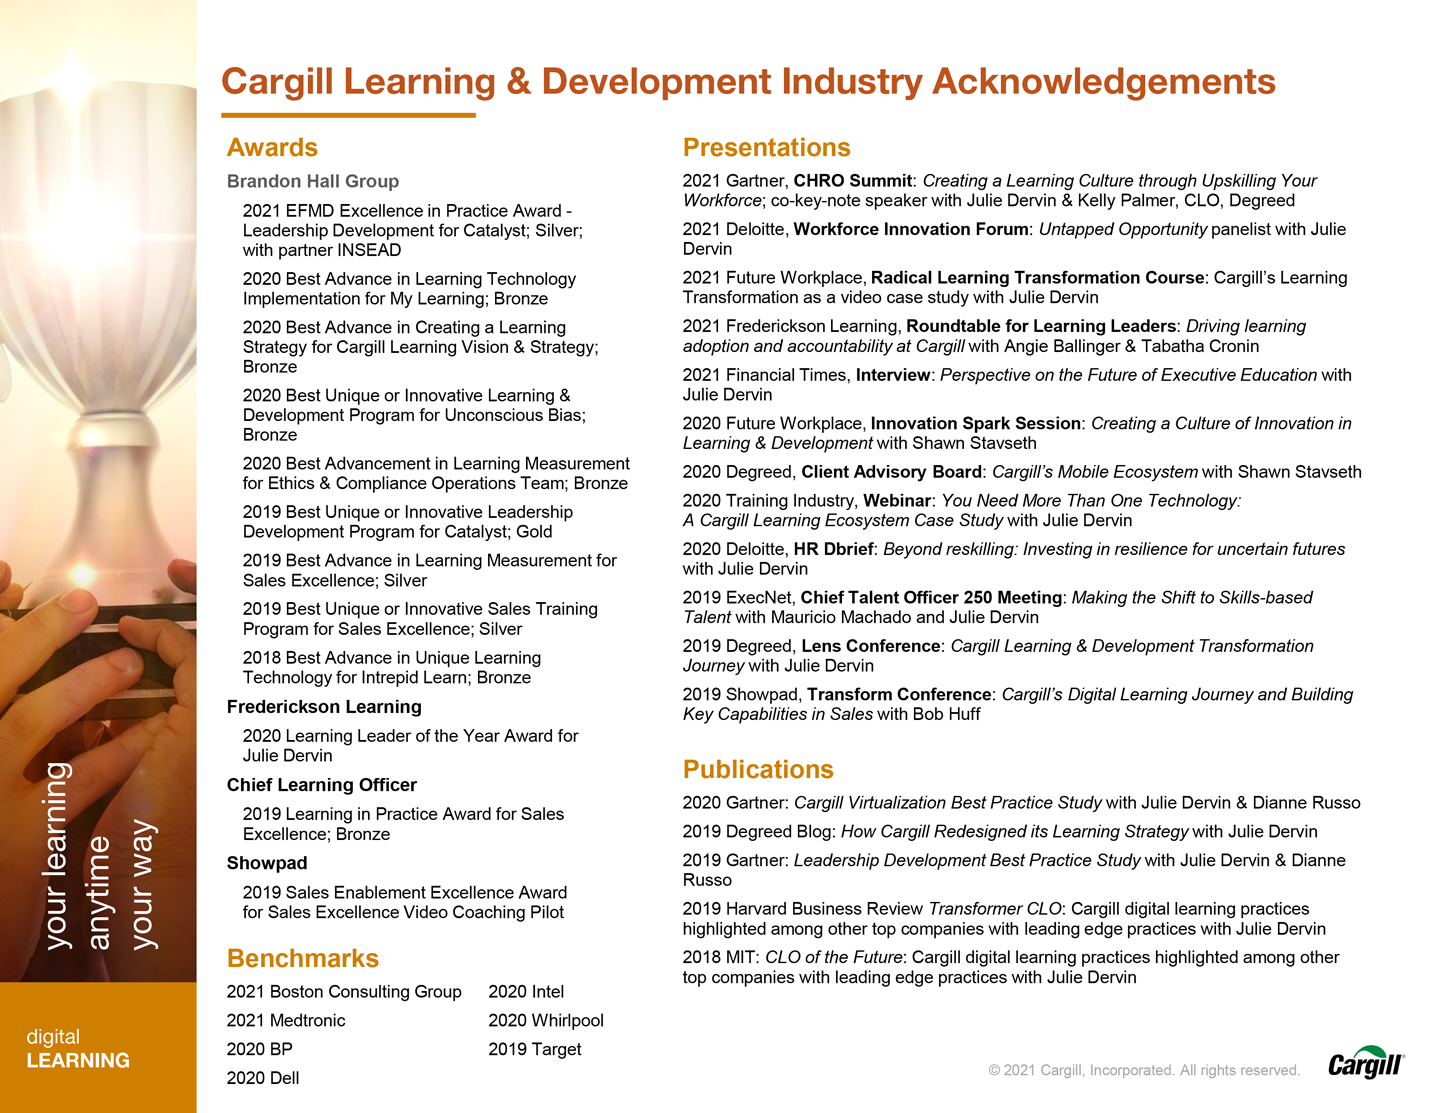 Cargill Learning & Development Industry Acknowledgements
Awards
Brandon Hall Group
2021 EFMD Excellence in Practice Award -
Leadership Development for Catalyst; Silver;
with partner INSEAD
2020 Best Advance in Learning Technology
Implementation for My Learning; Bronze
2020 Best Advance in Creating a Learning
Strategy for Cargill Learning Vision & Strategy;
Bronze
2020 Best Unique or Innovative Learning &
Development Program for Unconscious Bias;
Bronze
2020 Best Advancement in Learning Measurement
for Ethics & Compliance Operations Team; Bronze
2019 Best Unique or Innovative Leadership
Development Program for Catalyst; Gold
2019 Best Advance in Learning Measurement for
Sales Excellence; Silver
2019 Best Unique or Innovative Sales Training
Program for Sales Excellence; Silver
2018 Best Advance in Unique Learning
Technology for Intrepid Learn; Bronze
Frederickson Learning
2020 Learning Leader of the Year Award for
Julie Dervin
Chief Learning Officer
2019 Learning in Practice Award for Sales
Excellence; Bronze
Showpad
2019 Sales Enablement Excellence Award
for Sales Excellence Video Coaching Pilot
Benchmarks
2021 Boston Consulting Group
2021 Medtronic
2020 BP
2020 Dell
2020 Intel
2020 Whirlpool
2019 Target
Presentations
2021 Gartner, CHRO Summit: Creating a Learning Culture through Upskilling Your
Workforce; co-key-note speaker with Julie Dervin & Kelly Palmer, CLO, Degreed
2021 Deloitte, Workforce Innovation Forum: Untapped Opportunity panelist with Julie
Dervin
2021 Future Workplace, Radical Learning Transformation Course: Cargill’s Learning
Transformation as a video case study with Julie Dervin
2021 Frederickson Learning, Roundtable for Learning Leaders: Driving learning
adoption and accountability at Cargill with Angie Ballinger & Tabatha Cronin
2021 Financial Times, Interview: Perspective on the Future of Executive Education with
Julie Dervin
2020 Future Workplace, Innovation Spark Session: Creating a Culture of Innovation in
Learning & Development with Shawn Stavseth
2020 Degreed, Client Advisory Board: Cargill’s Mobile Ecosystem with Shawn Stavseth
2020 Training Industry, Webinar: You Need More Than One Technology:
A Cargill Learning Ecosystem Case Study with Julie Dervin
2020 Deloitte, HR Dbrief: Beyond reskilling: Investing in resilience for uncertain futures
with Julie Dervin
2019 ExecNet, Chief Talent Officer 250 Meeting: Making the Shift to Skills-based
Talent with Mauricio Machado and Julie Dervin
2019 Degreed, Lens Conference: Cargill Learning & Development Transformation
Journey with Julie Dervin
2019 Showpad, Transform Conference: Cargill’s Digital Learning Journey and Building
Key Capabilities in Sales with Bob Huff
Publications
2020 Gartner: Cargill Virtualization Best Practice Study with Julie Dervin & Dianne Russo
2019 Degreed Blog: How Cargill Redesigned its Learning Strategy with Julie Dervin
2019 Gartner: Leadership Development Best Practice Study with Julie Dervin & Dianne
Russo
2019 Harvard Business Review Transformer CLO: Cargill digital learning practices
highlighted among other top companies with leading edge practices with Julie Dervin
2018 MIT: CLO of the Future: Cargill digital learning practices highlighted among other
top companies with leading edge practices with Julie Dervin
your learning
anytime
your way
digital
LEARNING
© 2021 Cargill, Incorporated. All rights reserved.
Cargill®